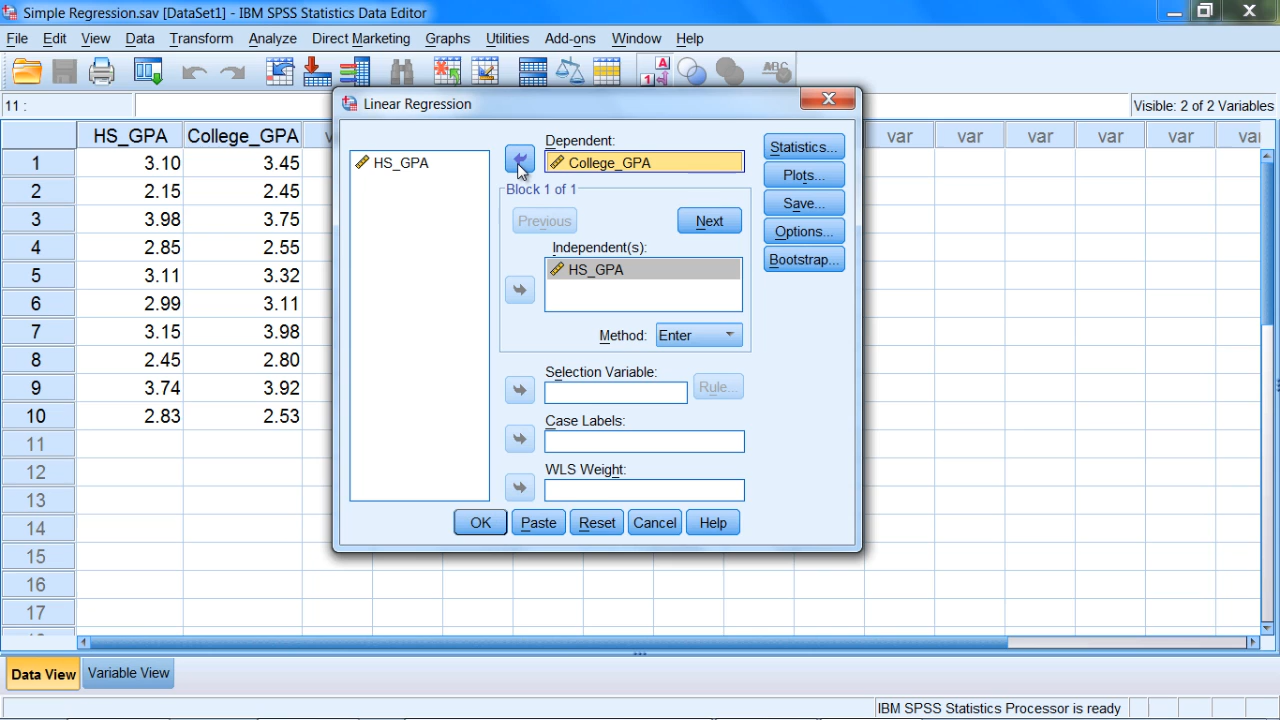 Simple Regression.sav [DataSet1] - IBM SPSS Statistics Data Editor
File Edit View Data Transform Analyze Direct Marketing Graphs Utilities Add-ons Window Help
A
1
ABC
11 :
Visible: 2 of 2 Variables
HS_GPA College_GPA var var var var var
1 3.10 3.45
2 2.15 2.45
3 3.98 3.75
4 2.85 2.55
5 3.11 3.32
6 2.99 3.11
7 3.15 3.98
8 2.45 2.80
9 3.74 3.92
10 2.83 2.53
11
12
13
14
15
16
17
Linear Regression
HS_GPA
Dependent:
College_GPA
Block 1 of 1
Previous Next
Independent(s):
HS_GPA
Method: Enter
Selection Variable:
Rule...
Case Labels:
WLS Weight:
Statistics...
Plots...
Save...
Options...
Bootstrap...
OK Paste Reset Cancel Help
Data View Variable View
IBM SPSS Statistics Processor is ready